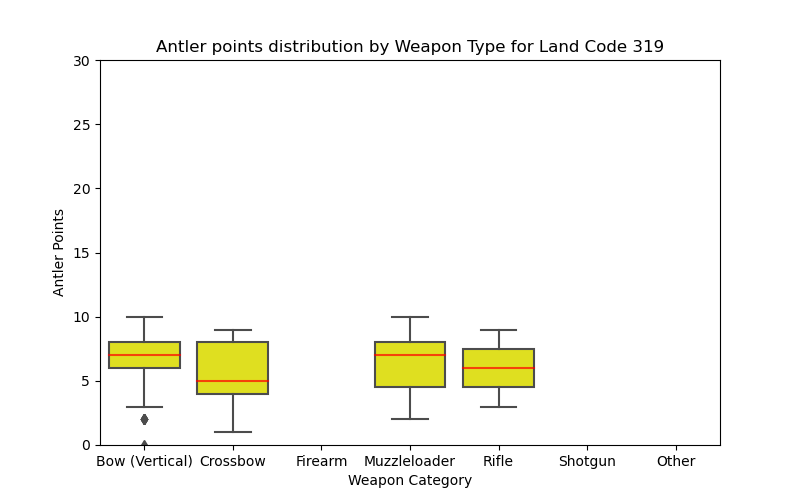 Antler points distribution by Weapon Type for Land Code 319
30
25
20
15
10
5
0
Antler Points
Bow (Vertical) Crossbow Firearm Muzzleloader Rifle Shotgun Other
Weapon Category